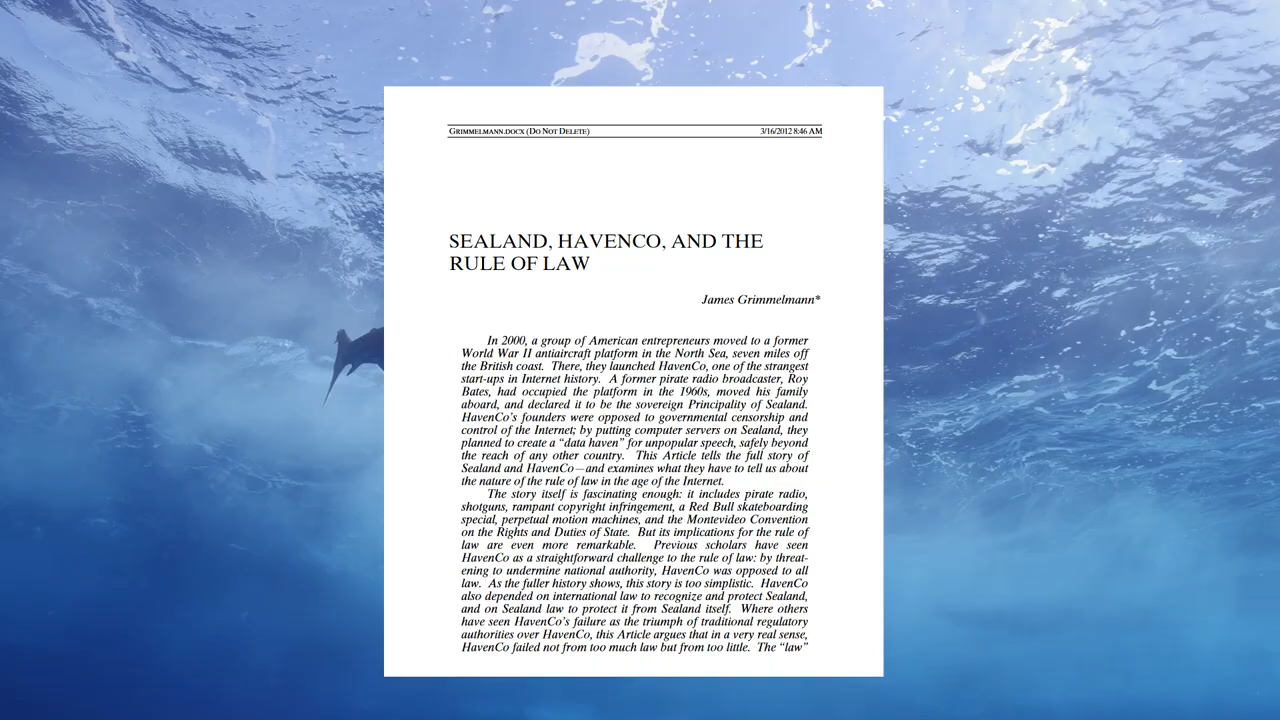 GRIMMELMANN.DOCX (DO NOT DELETE) 3/16/2012 8:46 AM
SEALAND, HAVENCO, AND THE
RULE OF LAW
James Grimmelmann*
In 2000, a group of American entrepreneurs moved to a former
World War II antiaircraft platform in the North Sea, seven miles off
the British coast. There, they launched HavenCo, one of the strangest
start-ups in Internet history. A former pirate radio broadcaster, Roy
Bates, had occupied the platform in the 1960s, moved his family
aboard, and declared it to be the sovereign Principality of Sealand.
HavenCo's founders were opposed to governmental censorship and
control of the Internet; by putting computer servers on Sealand, they
planned to create a “data haven” for unpopular speech, safely beyond
the reach of any other country. This Article tells the full story of
Sealand and HavenCo—and examines what they have to tell us about
the nature of the rule of law in the age of the Internet.
The story itself is fascinating enough: it includes pirate radio,
shotguns, rampant copyright infringement, a Red Bull skateboarding
special, perpetual motion machines, and the Montevideo Convention
on the Rights and Duties of State. But its implications for the rule of
law are even more remarkable. Previous scholars have seen
HavenCo as a straightforward challenge to the rule of law: by threat-
ening to undermine national authority, HavenCo was opposed to all
law. As the fuller history shows, this story is too simplistic. HavenCo
also depended on international law to recognize and protect Sealand,
and on Sealand law to protect it from Sealand itself. Where others
have seen HavenCo's failure as the triumph of traditional regulatory
authorities over HavenCo, this Article argues that in a very real sense,
HavenCo failed not from too much law but from too little. The “law”